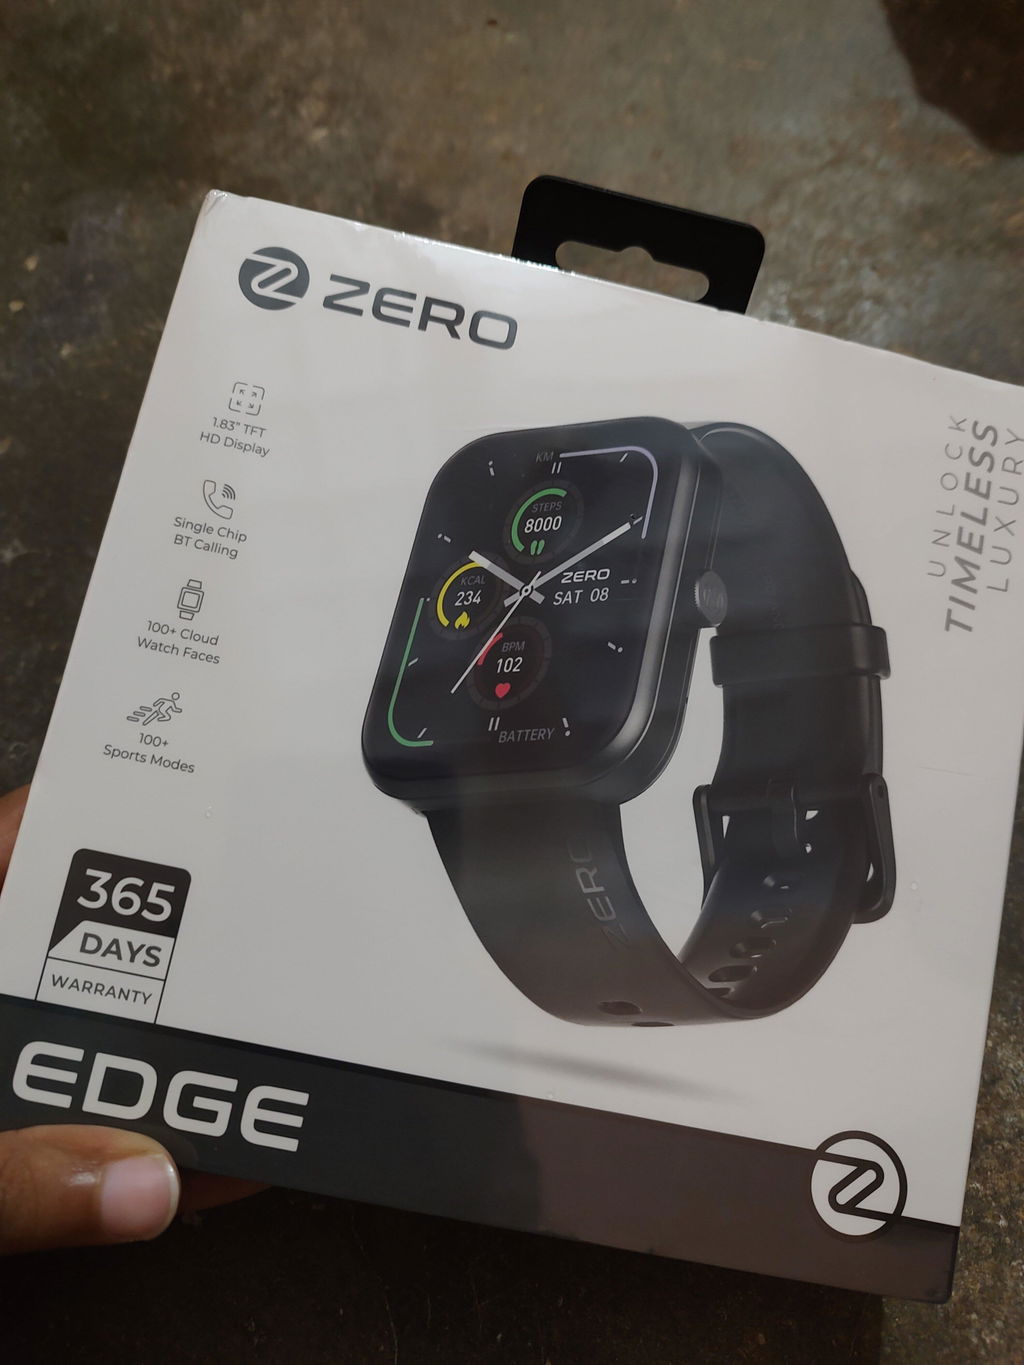 ZERO
1.83" TFT
HD Display
Single Chip
BT Calling
100+ Cloud
Watch Faces
100+
Sports Modes
UNLOCK
TIMELESS
LUXURY
KM
STEPS
8000
KCAL
234
ZERO
SAT 08
BPM
102
BATTERY
ZERO
365
DAYS
WARRANTY
EDGE